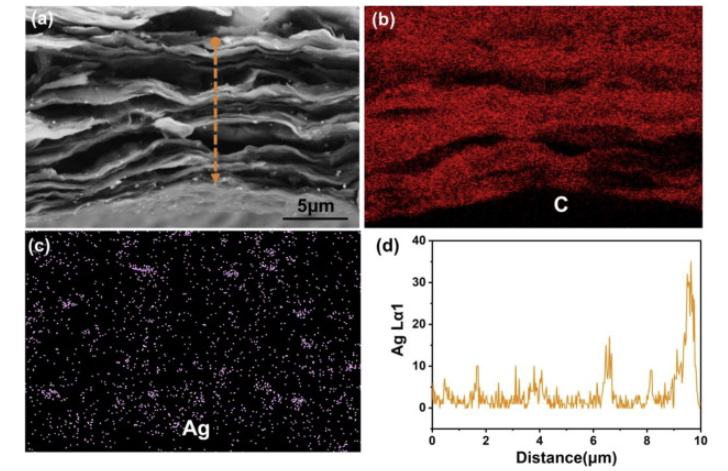 (a)
5μm
(b)
C
(c)
Ag
(d)
Ag Lα1
40
30
20
10
0
0 2 4 6 8 10
Distance(μm)